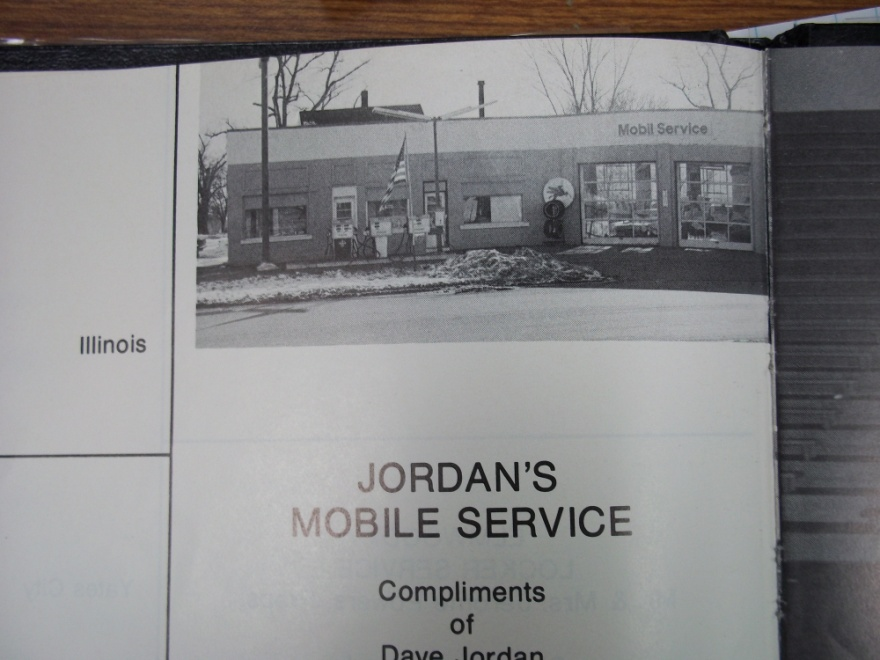 Mobil Service
Illinois
JORDAN'S
MOBILE SERVICE
Compliments
of
Dave Jordan